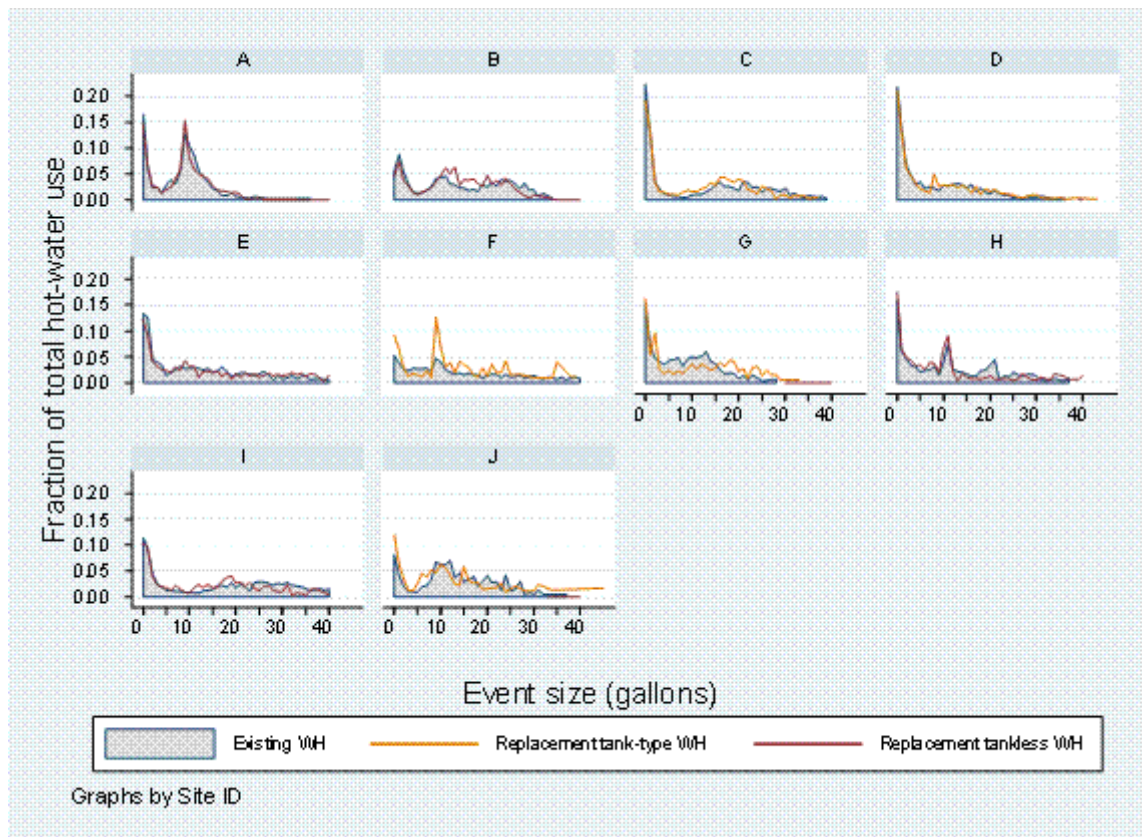 Fraction of total hot-water use
A B C D
0.20
0.15
0.10
0.05
0.00
E F G H
0.20
0.15
0.10
0.05
0.00
0 10 20 30 40 0 10 20 30 40
I J
0.20
0.15
0.10
0.05
0.00
0 10 20 30 40 0 10 20 30 40
Event size (gallons)
Existing WH Replacement tank-type WH Replacement tankless WH
Graphs by Site ID